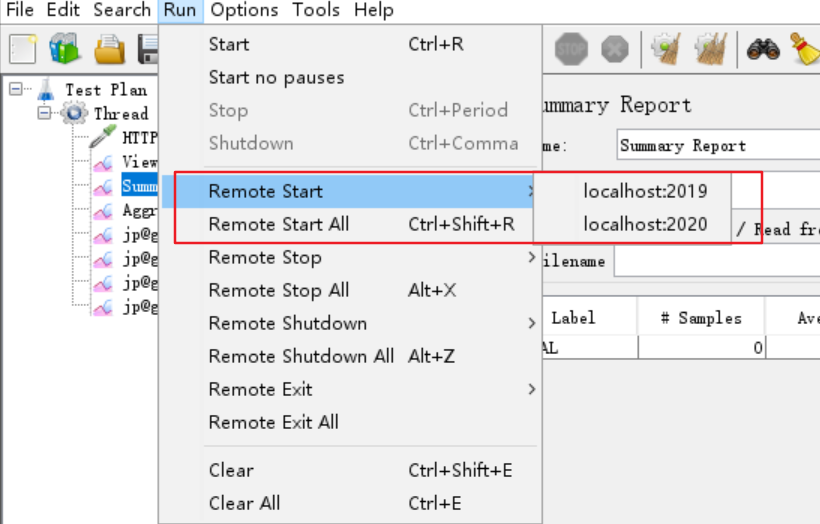 File Edit Search Run Options Tools Help
Start Ctrl+R
Start no pauses
Stop Ctrl+Period
Shutdown Ctrl+Comma
Remote Start localhost:2019
Remote Start All Ctrl+Shift+R localhost:2020
Remote Stop
Remote Stop All Alt+X
Remote Shutdown
Remote Shutdown All Alt+Z
Remote Exit
Remote Exit All
Clear Ctrl+Shift+E
Clear All Ctrl+E
STOP
Test Plan
Thread
HTTP
View
Summ
Aggr
jp@g
jp@g
jp@g
jp@g
ummary Report
me: Summary Report
/ Read fro
ilename
Label # Samples Ave
AL 0